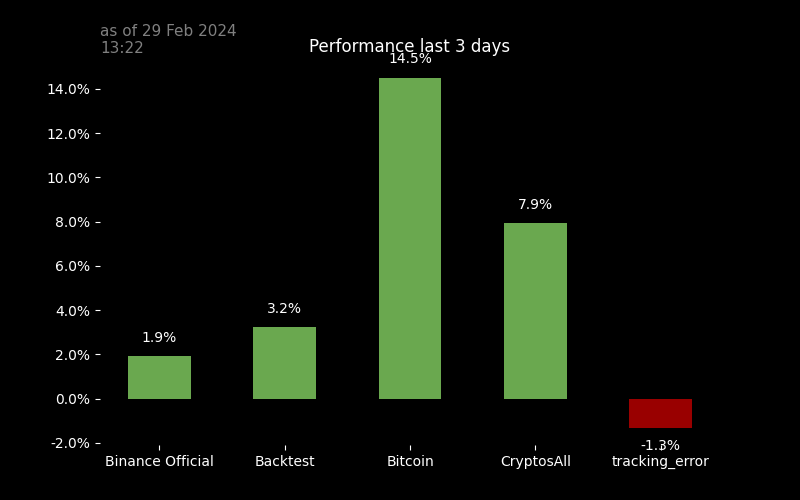 as of 29 Feb 2024
13:22
Performance last 3 days
14.5%
14.0%
12.0%
10.0%
8.0%
7.9%
6.0%
4.0%
3.2%
2.0%
1.9%
0.0%
-2.0%
-1.3%
Binance Official
Backtest
Bitcoin
CryptosAll
tracking_error